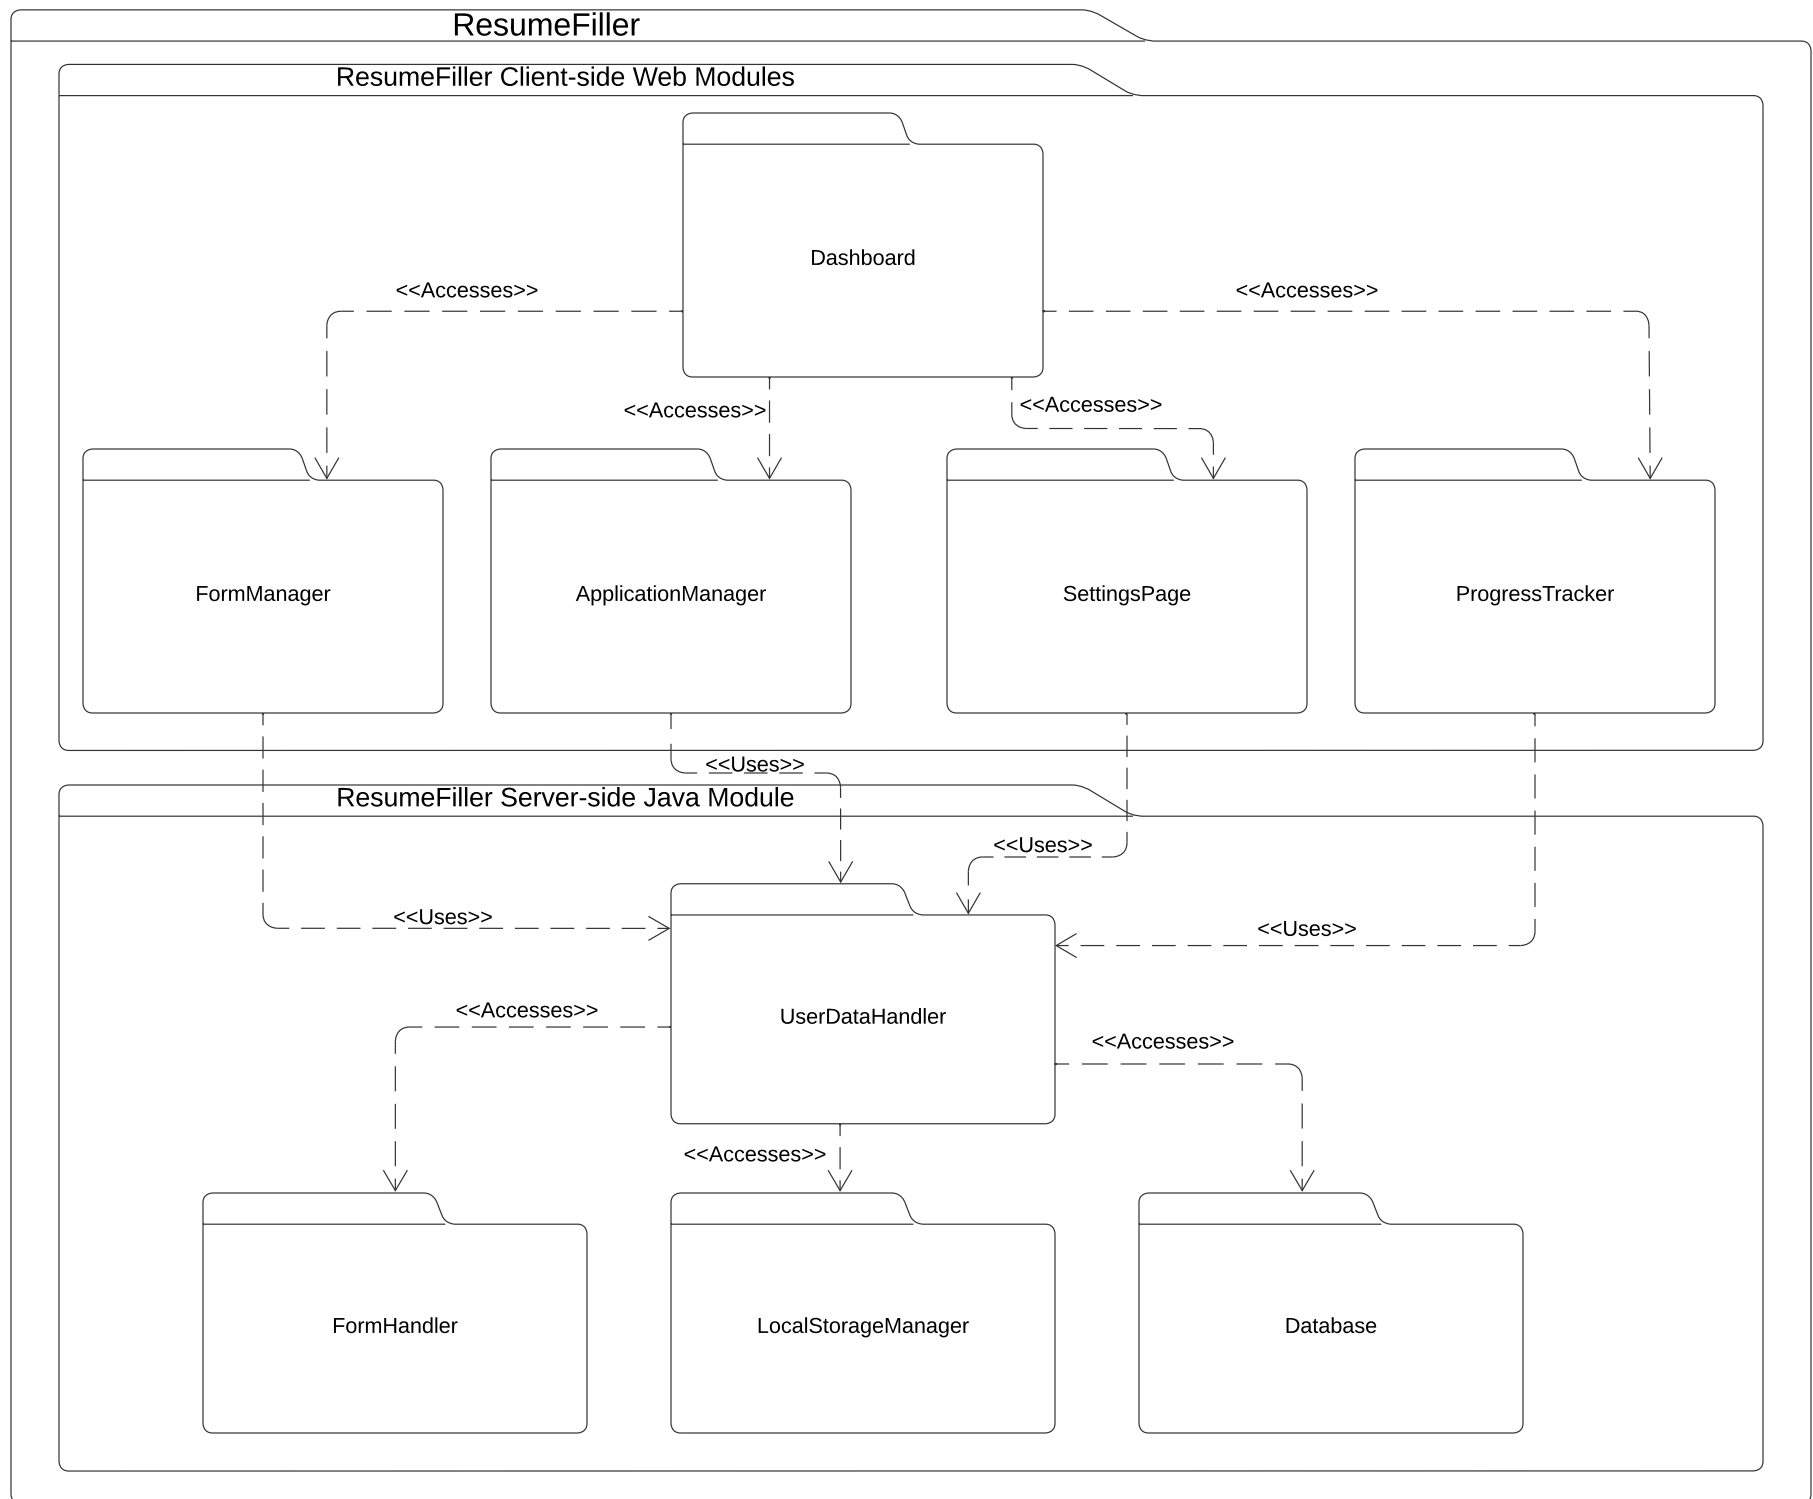 ResumeFiller
ResumeFiller Client-side Web Modules
Dashboard
<<Accesses>>
<<Accesses>>
<<Accesses>>
<<Accesses>>
FormManager
ApplicationManager
SettingsPage
ProgressTracker
<<Uses>>
ResumeFiller Server-side Java Module
<<Uses>>
<<Uses>>
<<Uses>>
<<Accesses>>
UserDataHandler
<<Accesses>>
<<Accesses>>
FormHandler
LocalStorageManager
Database